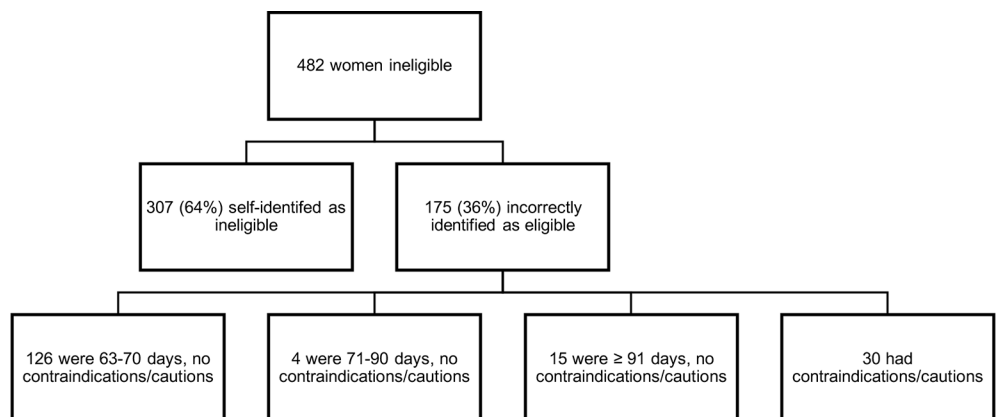 482 women ineligible
307 (64%) self-identifed as
ineligible
175 (36%) incorrectly
identified as eligible
126 were 63-70 days, no
contraindications/cautions
4 were 71-90 days, no
contraindications/cautions
15 were ≥ 91 days, no
contraindications/cautions
30 had
contraindications/cautions